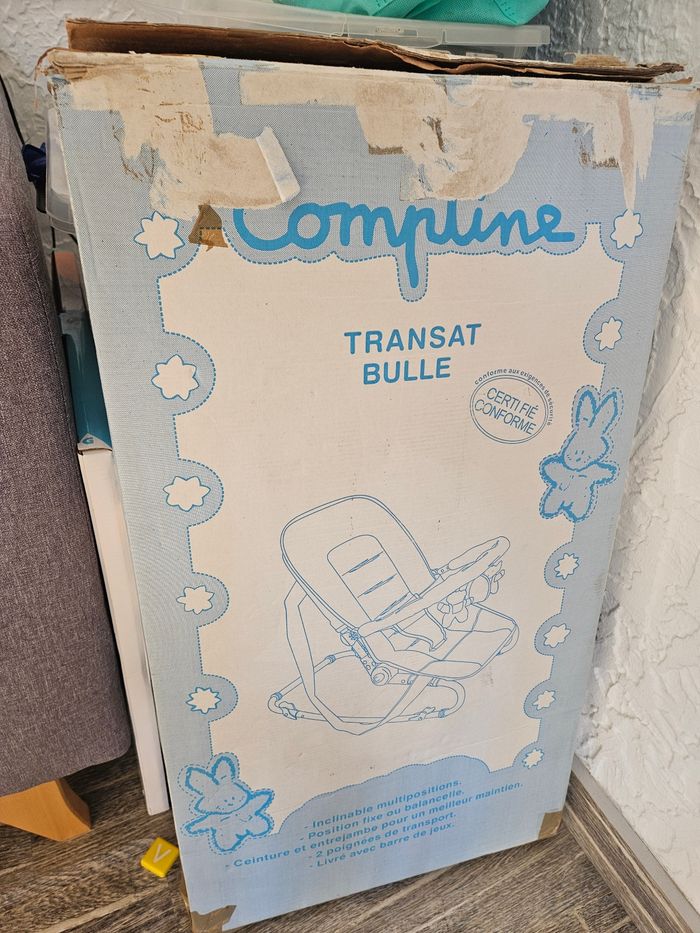 Comptine
TRANSAT
BULLE
conforme aux exigences de sécurité
CERTIFIÉ
CONFORME
- Inclinable multipositions.
- Position fixe ou balancelle.
- Ceinture et entrejambe pour un meilleur maintien.
- 2 poignées de transport.
- Livré avec barre de jeux.
V